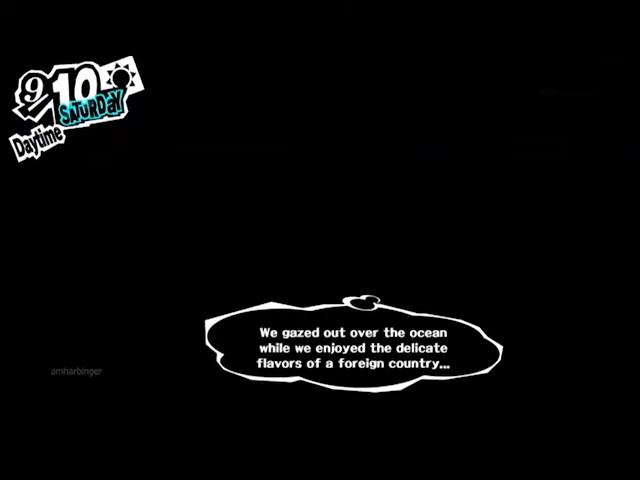 9/10
SATURDAY
Daytime
We gazed out over the ocean
while we enjoyed the delicate
flavors of a foreign country...
amharbinger